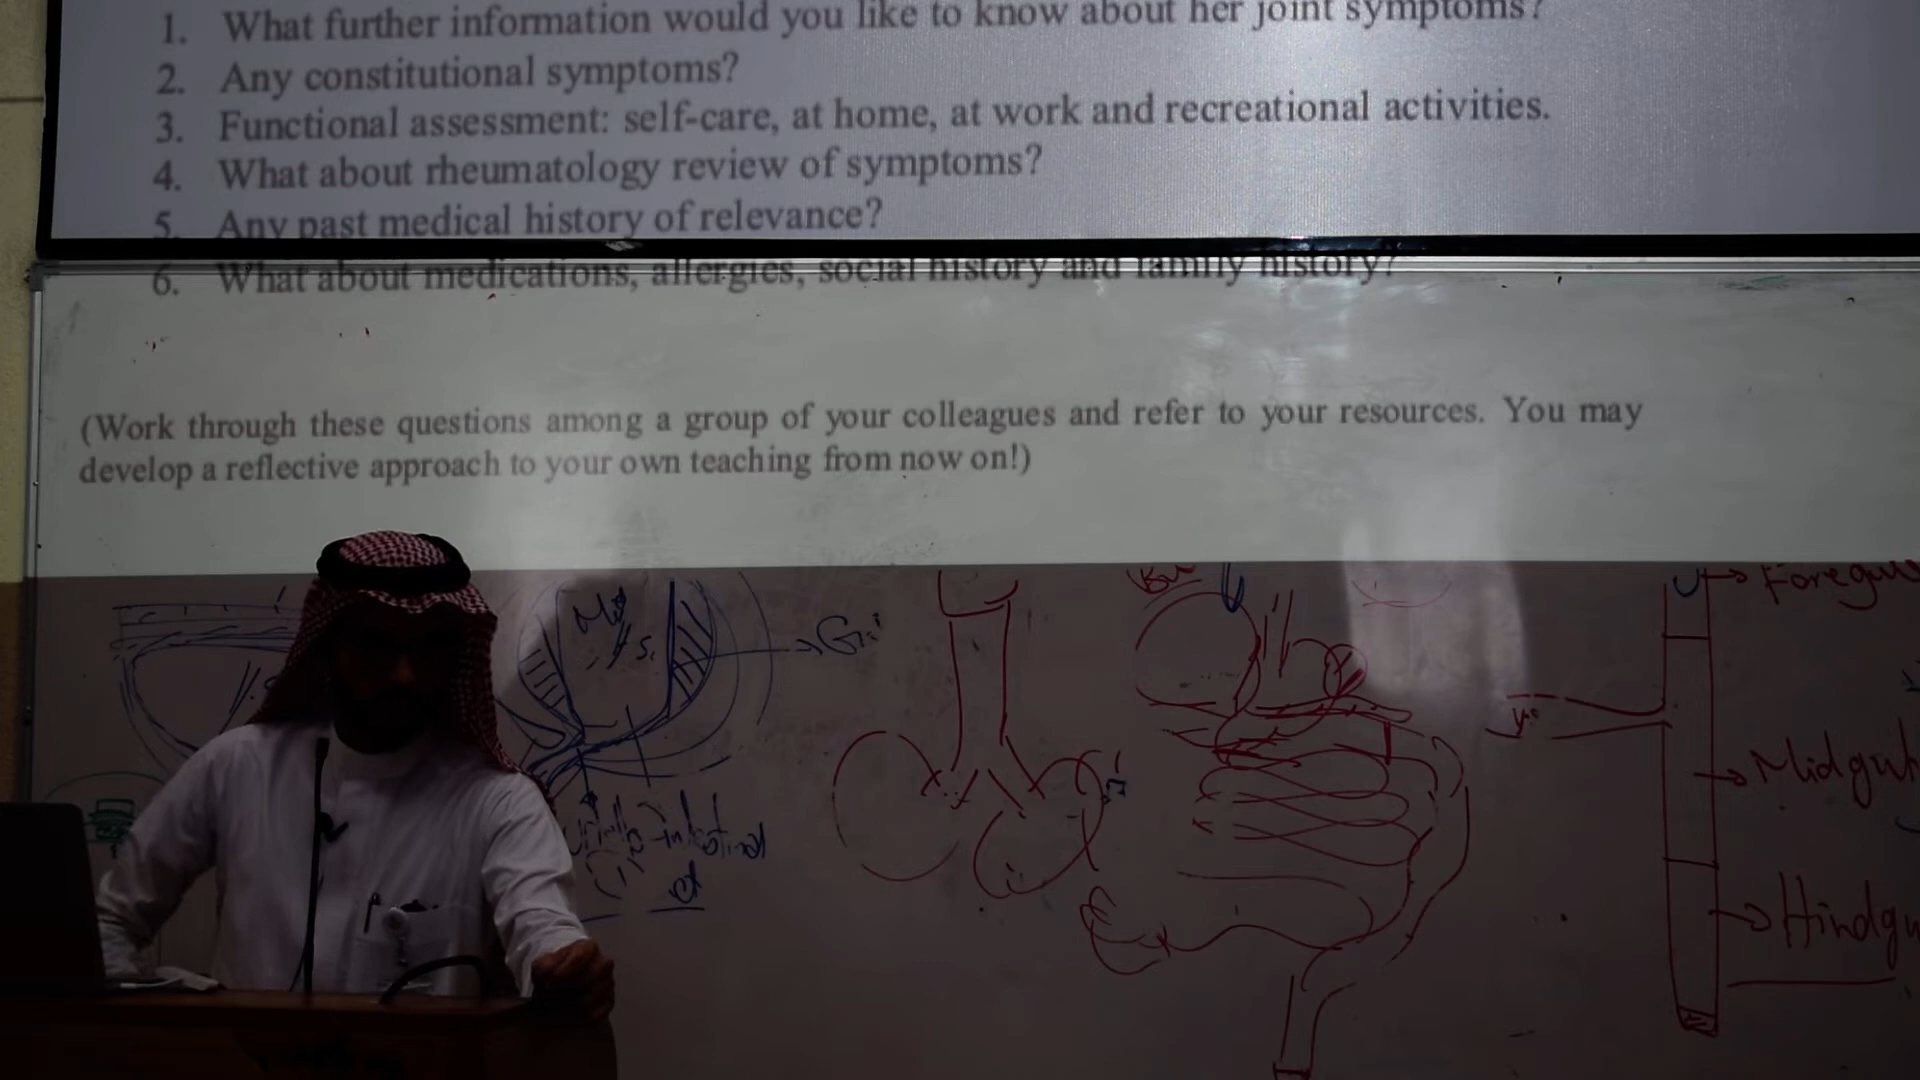 1. What further information would you like to know about her joint symptoms?
2. Any constitutional symptoms?
3. Functional assessment: self-care, at home, at work and recreational activities.
4. What about rheumatology review of symptoms?
5. Any past medical history of relevance?
6. What about medications, allergies, social history and family history?
(Work through these questions among a group of your colleagues and refer to your resources. You may
develop a reflective approach to your own teaching from now on!)
Foregu
Midgut
Hindgu